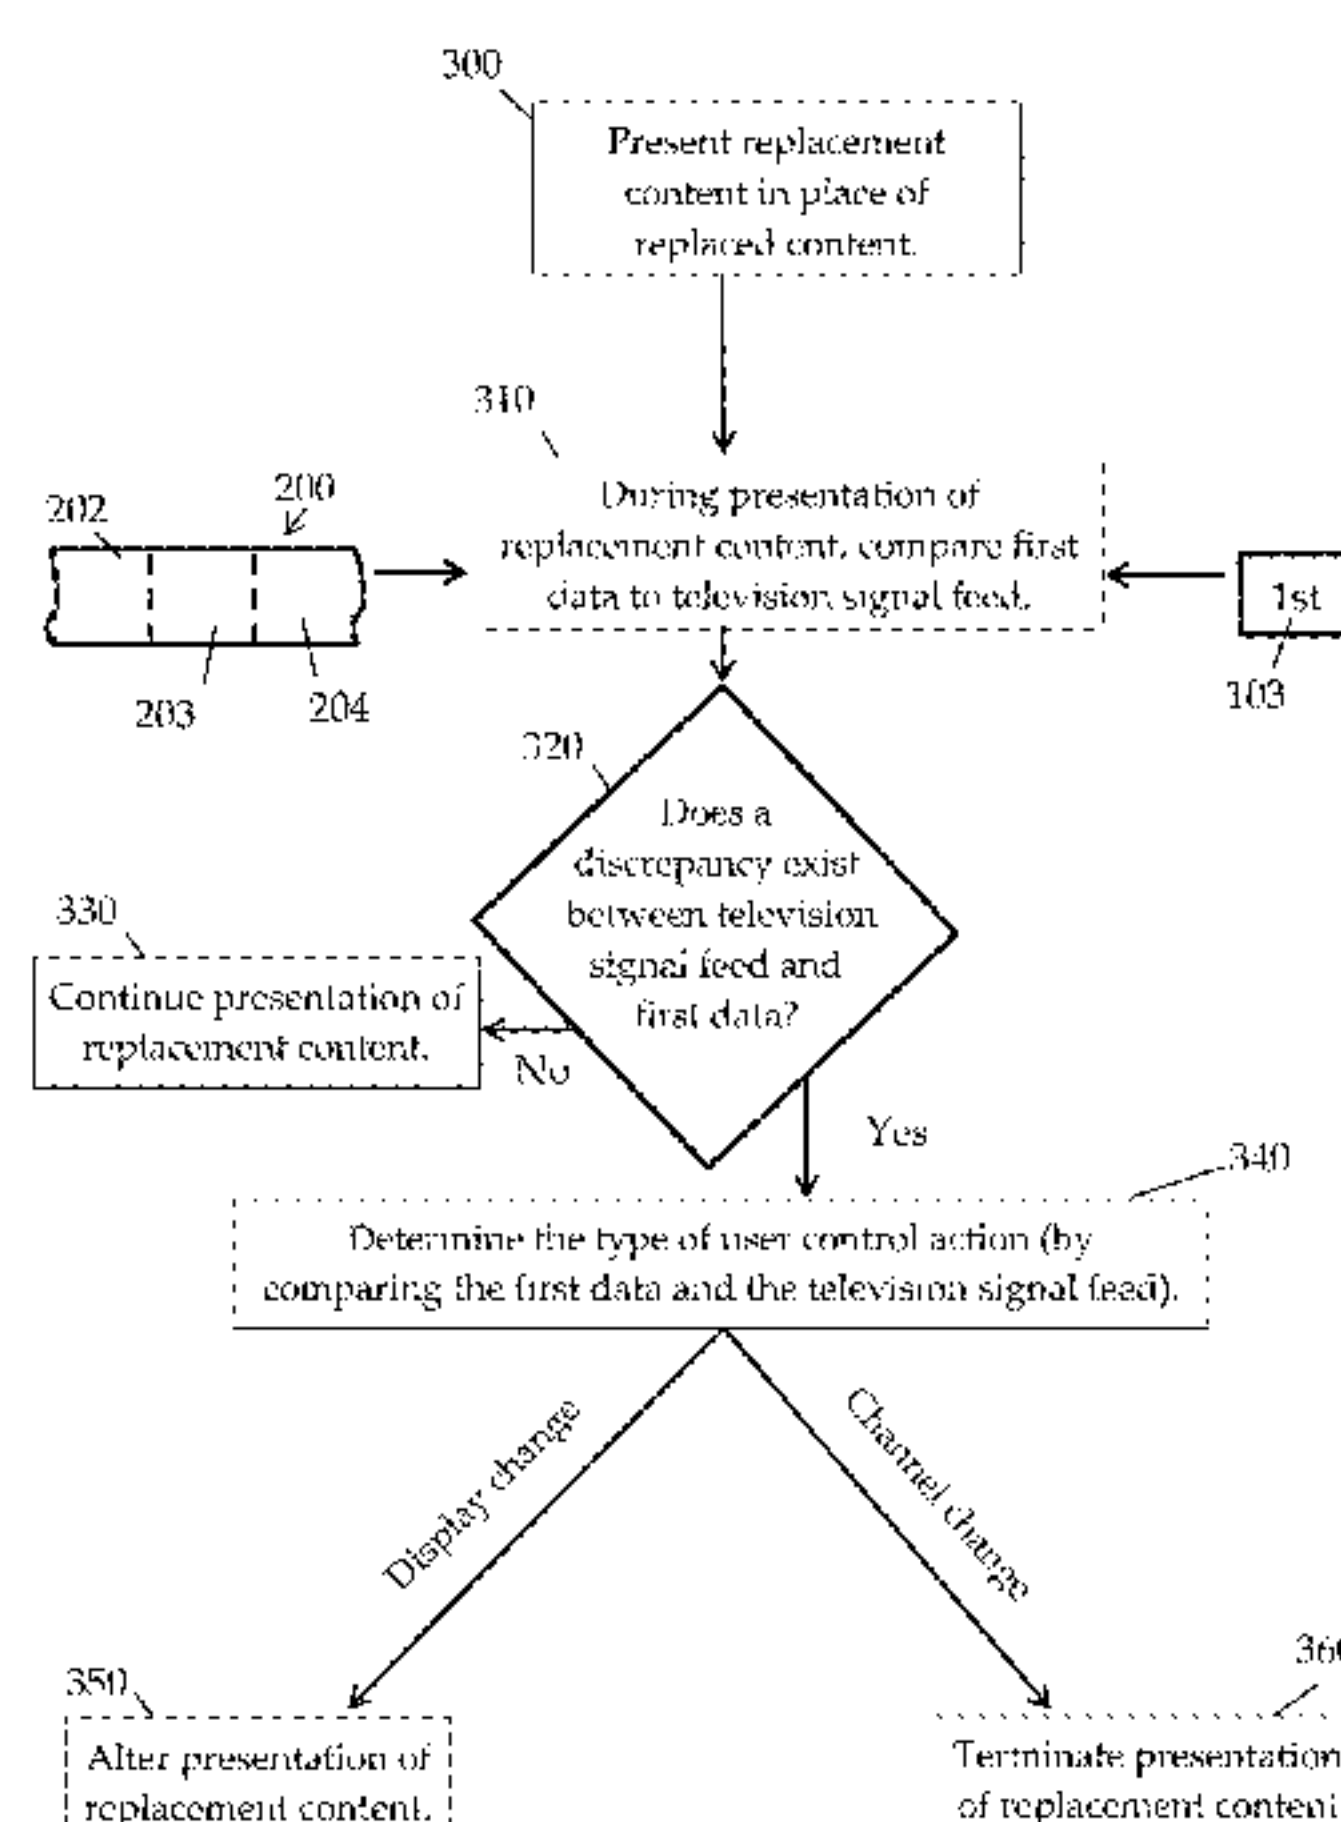 300
Present replacement
content in place of
replaced content.
310
During presentation of
replacement content, compare first
data to television signal feed.
202
200
203
204
1st
103
320
Does a
discrepancy exist
between television
signal feed and
first data?
330
Continue presentation of
replacement content.
No
Yes
340
Determine the type of user control action (by
comparing the first data and the television signal feed).
Display change
Channel change
350
Alter presentation of
replacement content.
360
Terminate presentation
of replacement content